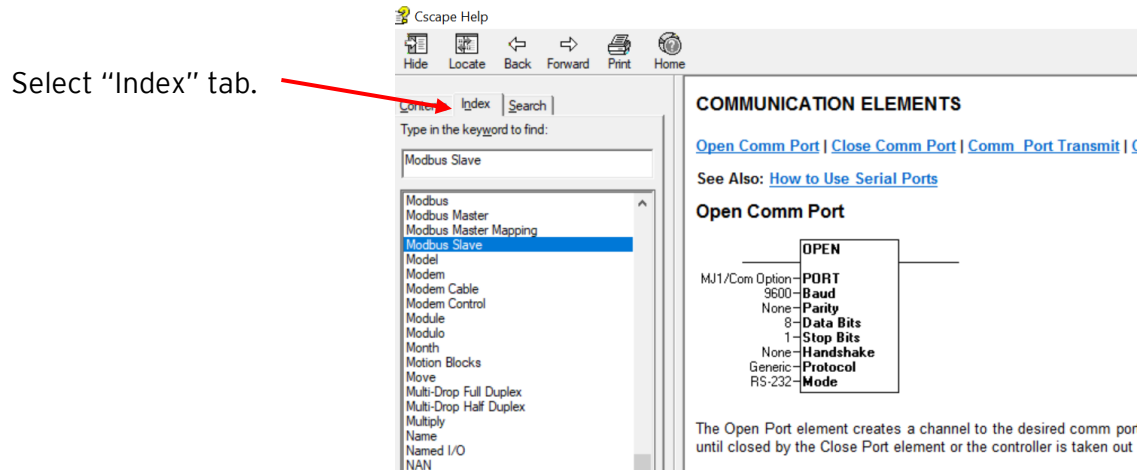 Cscape Help
Hide Locate Back Forward Print Home
Select “Index” tab.
Index Search
Type in the keyword to find:
Modbus Slave
Modbus
Modbus Master
Modbus Master Mapping
Modbus Slave
Model
Modem
Modem Cable
Modem Control
Module
Modulo
Month
Motion Blocks
Move
Multi-Drop Full Duplex
Multi-Drop Half Duplex
Multiply
Name
Named I/O
NAN
COMMUNICATION ELEMENTS
Open Comm Port | Close Comm Port | Comm Port Transmit |
See Also: How to Use Serial Ports
Open Comm Port
OPEN
MJ1/Com Option PORT
9600 Baud
None Parity
8 Data Bits
1 Stop Bits
None Handshake
Generic Protocol
RS-232 Mode
The Open Port element creates a channel to the desired comm por
until closed by the Close Port element or the controller is taken out